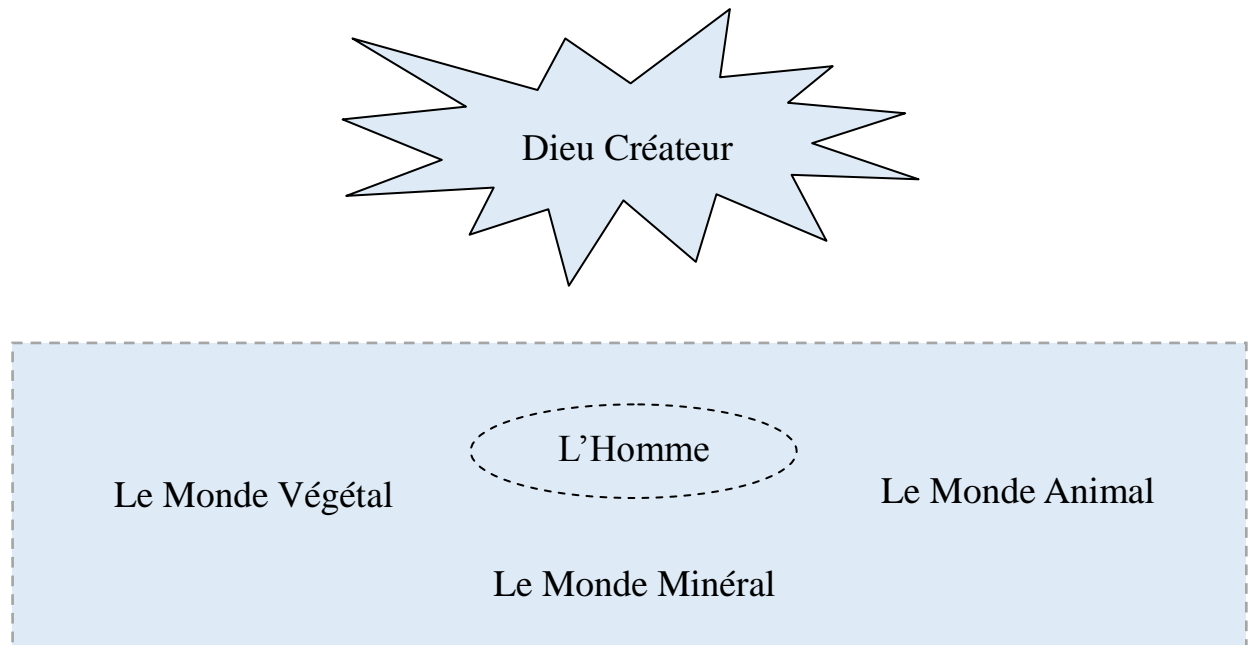 Dieu Créateur
L’Homme
Le Monde Végétal
Le Monde Animal
Le Monde Minéral